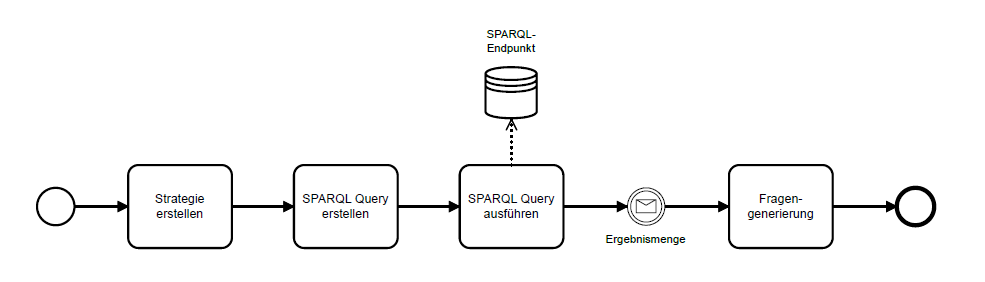 SPARQL-
Endpunkt
Strategie
erstellen
SPARQL Query
erstellen
SPARQL Query
ausführen
Ergebnismenge
Fragen-
generierung